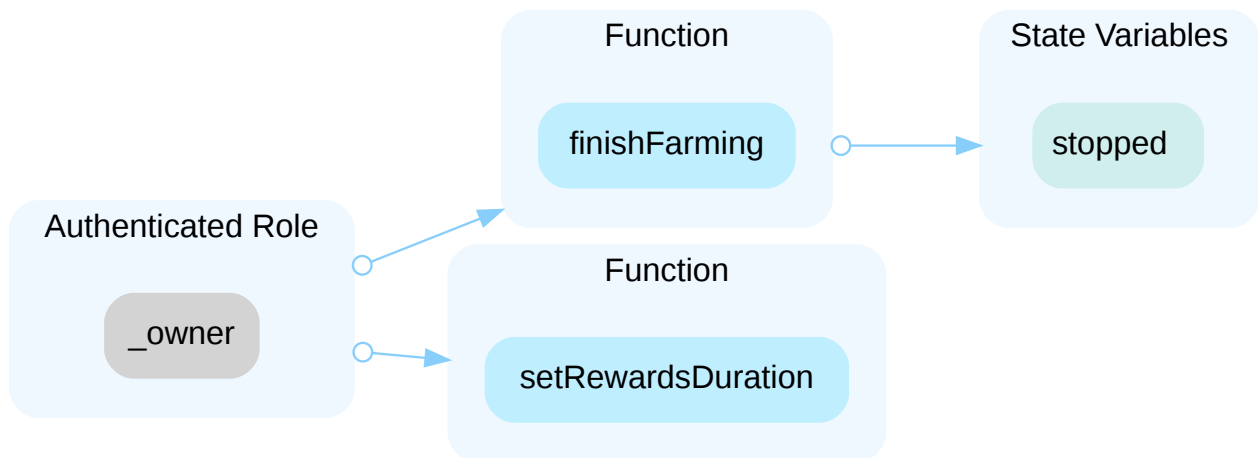 Authenticated Role
_owner
Function
finishFarming
State Variables
stopped
Function
setRewardsDuration